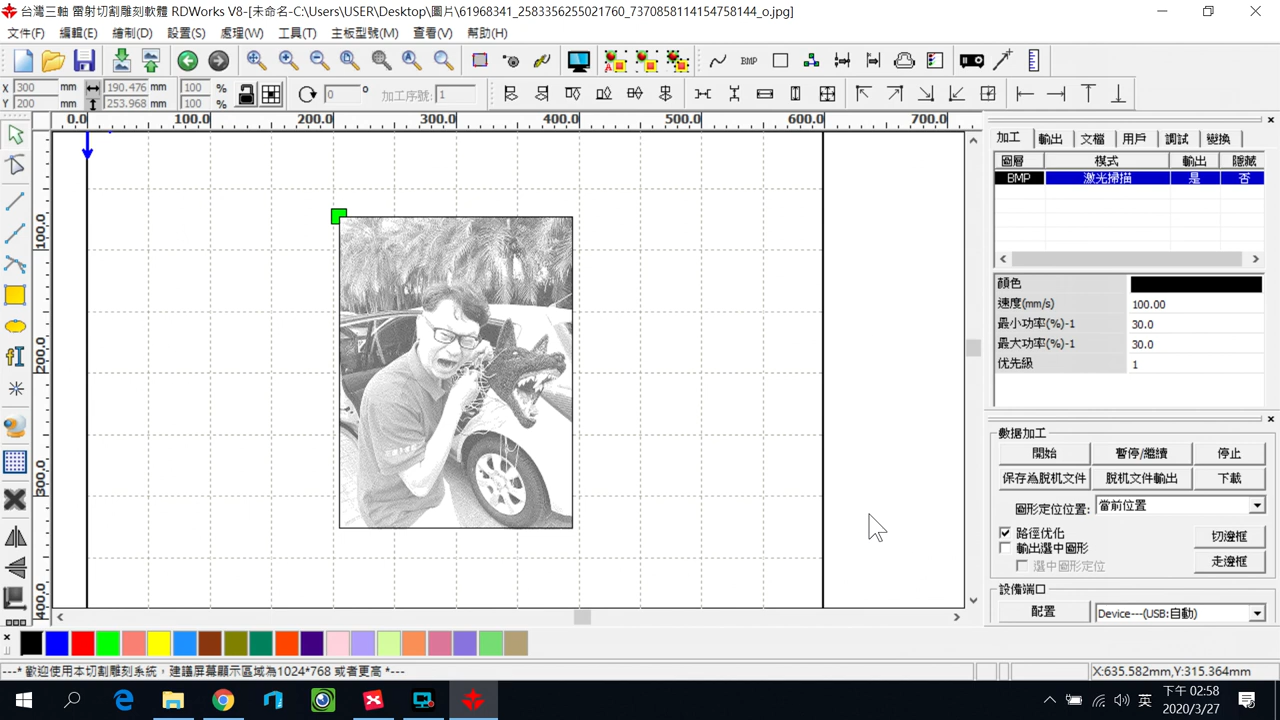 台灣三軸 雷射切割雕刻軟體 RDWorks V8-[未命名-C:\Users\USER\Desktop\圖片\61968341_2583356255021760_7370858114154758144_o.jpg]
文件(F) 編輯(E) 繪制(D) 設置(S) 處理(W) 工具(T) 主板型號(M) 查看(V) 幫助(H)
BMP
X 300 mm 190.476 mm 100 %
Y 200 mm 253.968 mm 100 %
0 ° 加工序號: 1
0.0 100.0 200.0 300.0 400.0 500.0 600.0 700.0
100.0
200.0
300.0
400.0
加工 輸出 文檔 用戶 調試 變換
圖層 模式 輸出 隱藏
BMP 激光掃描 是 否
顏色
速度(mm/s) 100.00
最小功率(%)-1 30.0
最大功率(%)-1 30.0
优先級 1
數据加工
開始 暫停/繼續 停止
保存為脱机文件 脱机文件輸出 下載
圖形定位位置: 當前位置
路徑优化
輸出選中圖形
選中圖形定位
切邊框
走邊框
設備端口
配置 Device---(USB:自動)
---* 歡迎使用本切割雕刻系統，建議屏幕顯示區域為1024*768 或者更高 *---
X:635.582mm,Y:315.364mm
英
下午 02:58
2020/3/27